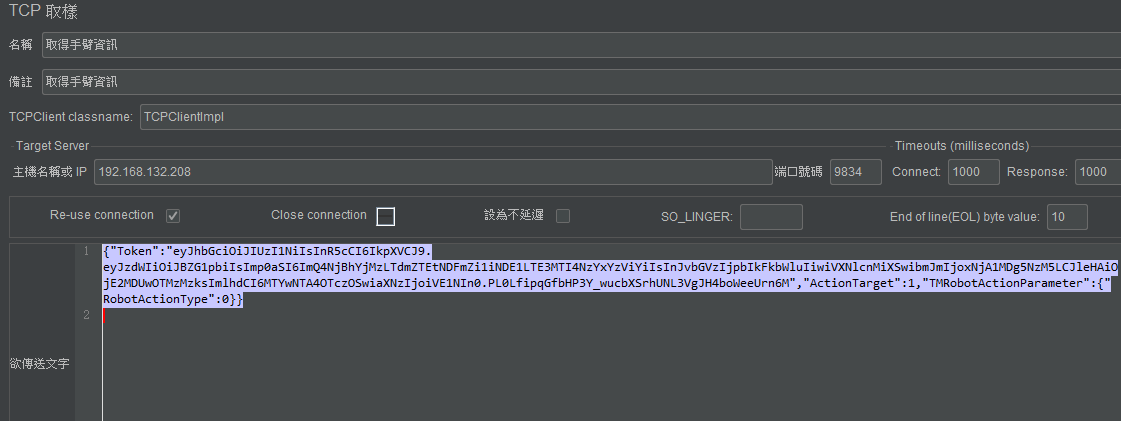 TCP 取樣
名稱 取得手臂資訊
備註 取得手臂資訊
TCPClient classname: TCPClientImpl
Target Server Timeouts (milliseconds)
主機名稱或 IP 192.168.132.208 端口號碼 9834 Connect: 1000 Response: 1000
Re-use connection Close connection 設為不延遲 SO_LINGER: End of line(EOL) byte value: 10
1 {"Token":"eyJhbGciOiJIUzI1NiIsInR5cCI6IkpXVCJ9.
eyJzdWIiOiJBZG1pbiIsImp0aSI6ImQ4NjBhYjMzLTdmZTEtNDFmZi1iNDE1LTE3MTI4NzYxYzViYiIsInJvbGVzIjpbIkFkbWluIiwiVXNlcnMiXSwibmJmIjoxNjA1MDg5NzM5LCJleHAiO
jE2MDUwOTMzMzksImlhdCI6MTYwNTA4OTczOSwiaXNzIjoiVE1NIn0.PL0LfipqGfbHP3Y_wucbXSrhUNL3VgJH4boWeeUrn6M","ActionTarget":1,"TMRobotActionParameter":{"
RobotActionType":0}}
2
欲傳送文字